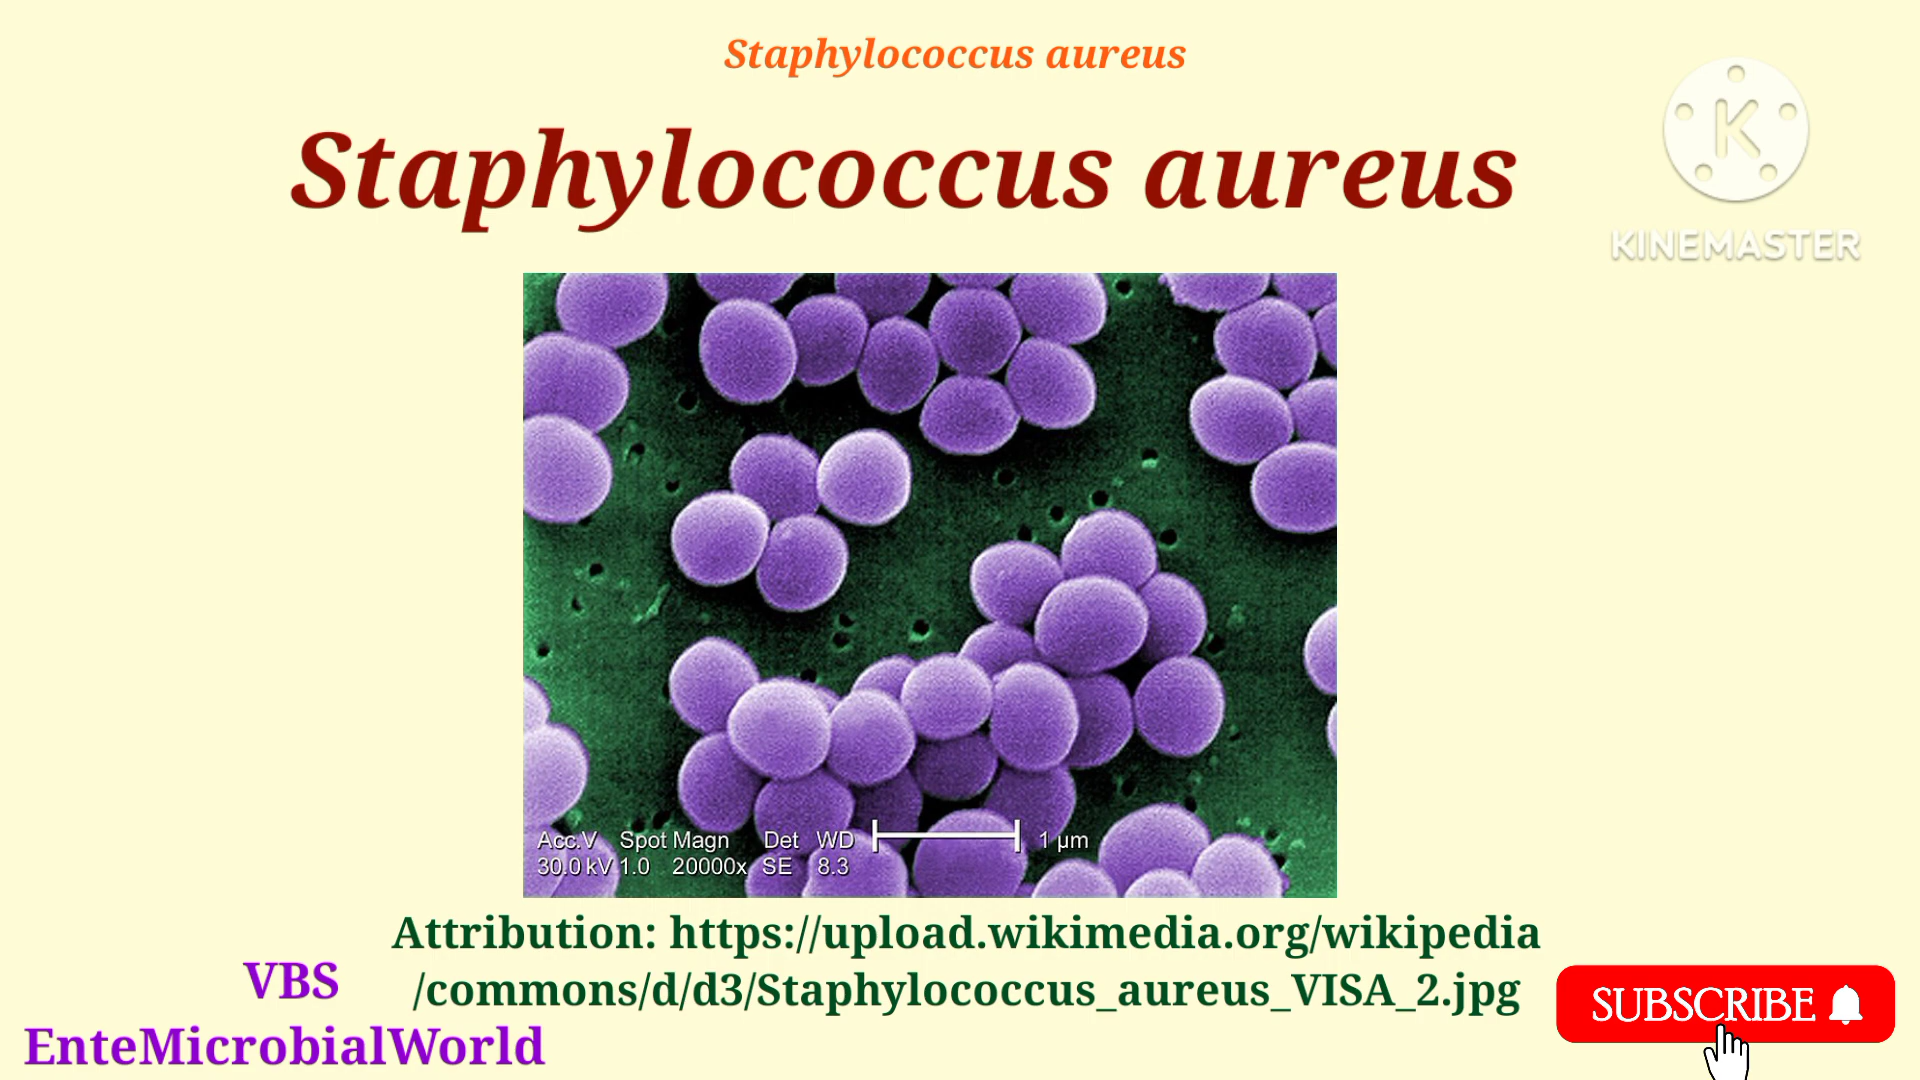 Staphylococcus aureus
Staphylococcus aureus
K
KINEMASTER
Acc.V Spot Magn Det WD 1 µm
30.0 kV 1.0 20000x SE 8.3
Attribution: https://upload.wikimedia.org/wikipedia
/commons/d/d3/Staphylococcus_aureus_VISA_2.jpg
VBS
EnteMicrobialWorld
SUBSCRIBE